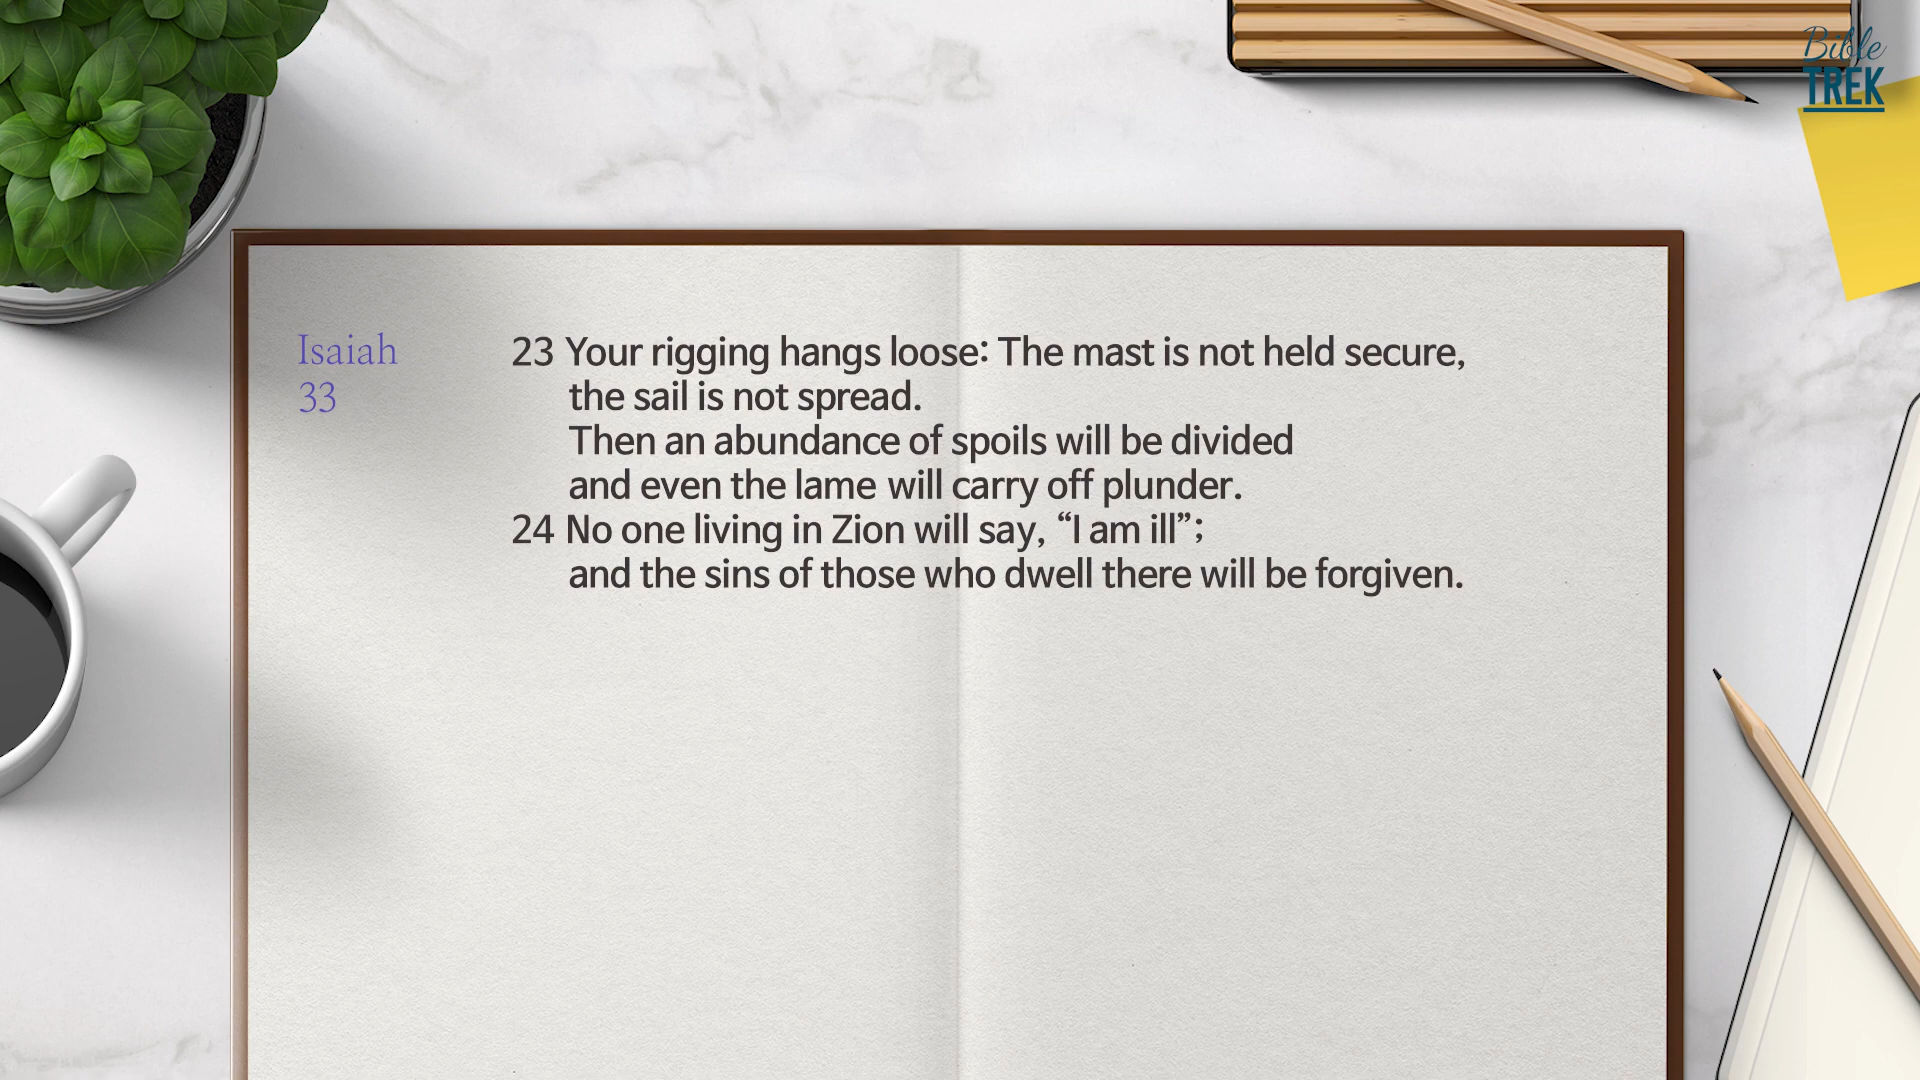 Bible
TREK
Isaiah
33
23 Your rigging hangs loose: The mast is not held secure,
the sail is not spread.
Then an abundance of spoils will be divided
and even the lame will carry off plunder.
24 No one living in Zion will say, “I am ill”;
and the sins of those who dwell there will be forgiven.